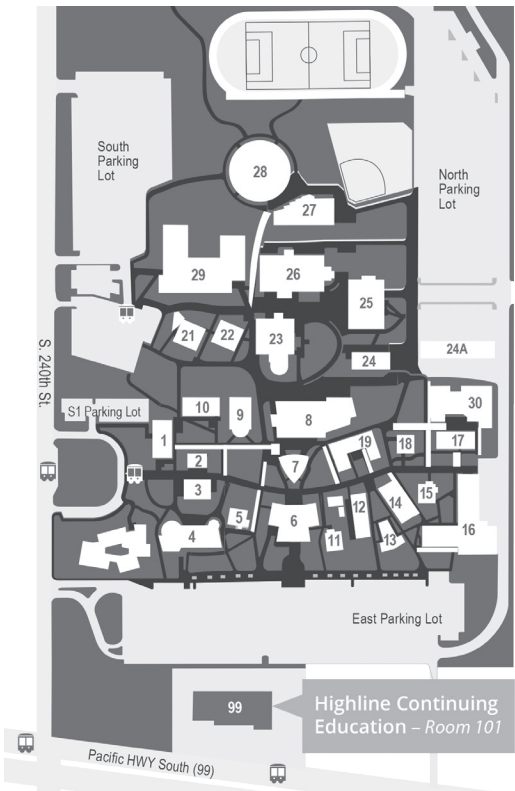 South
Parking
Lot
28
North
Parking
Lot
27
29
26
25
21
22
23
24
24A
S. 240th St.
S1 Parking Lot
10
9
8
30
1
2
7
19
18
17
3
4
5
6
11
12
13
14
15
16
East Parking Lot
99
Highline Continuing
Education – Room 101
Pacific HWY South (99)